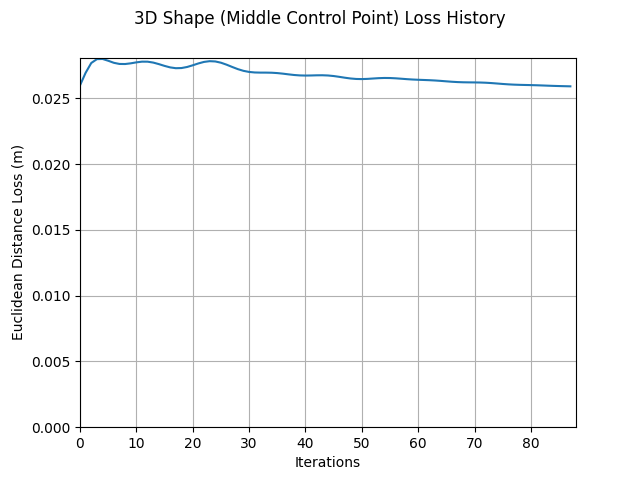 3D Shape (Middle Control Point) Loss History
Euclidean Distance Loss (m)
0.025
0.020
0.015
0.010
0.005
0.000
0 10 20 30 40 50 60 70 80
Iterations